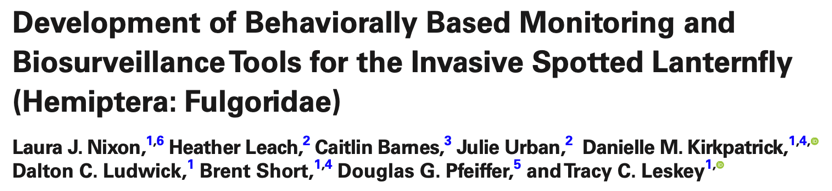 Development of Behaviorally Based Monitoring and
Biosurveillance Tools for the Invasive Spotted Lanternfly
(Hemiptera: Fulgoridae)
Laura J. Nixon,1,6 Heather Leach,2 Caitlin Barnes,3 Julie Urban,2 Danielle M. Kirkpatrick,1,4,
Dalton C. Ludwick,1 Brent Short,1,4 Douglas G. Pfeiffer,5 and Tracy C. Leskey1,